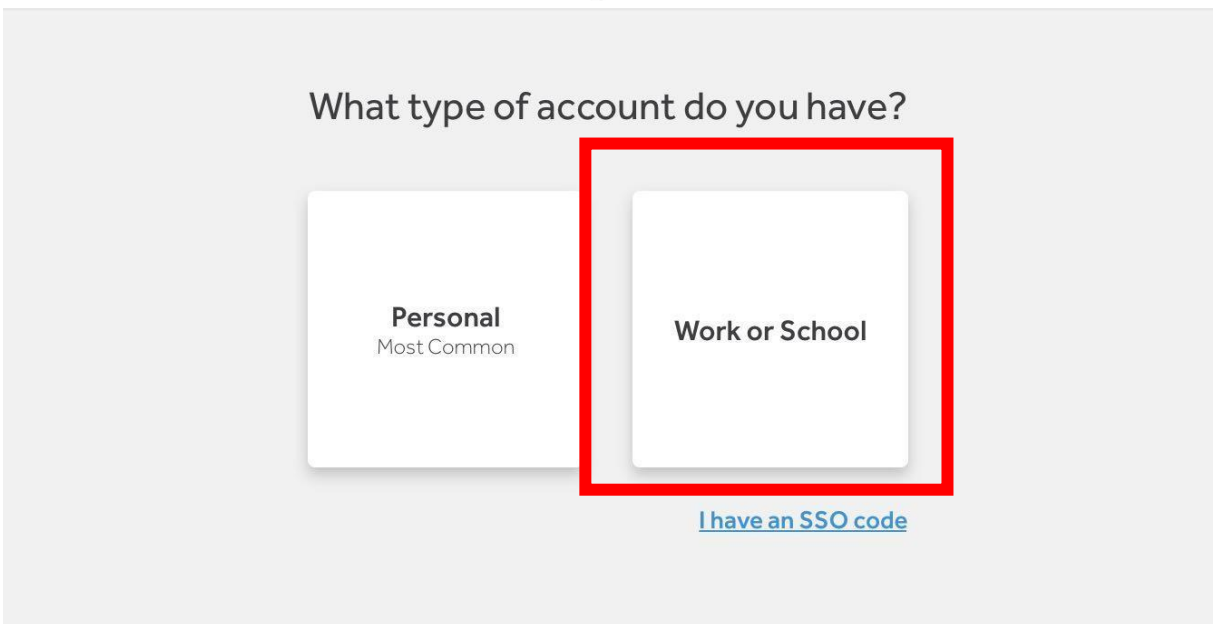 What type of account do you have?
Personal
Most Common
Work or School
I have an SSO code